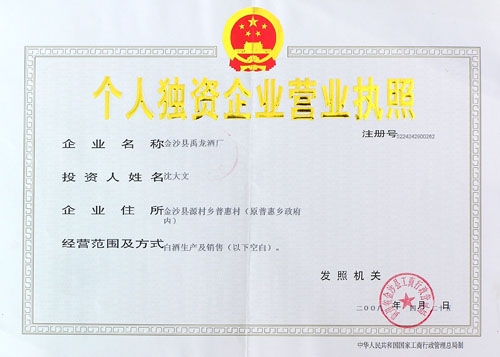 个人独资企业营业执照
注册号
企业名称 金沙县禹龙酒厂
投资人姓名 沈大文
企业住所 金沙县源村乡普惠村（原普惠乡政府
内）
经营范围及方式 白酒生产及销售（以下空白）。
发照机关
年 月 日
中华人民共和国国家工商行政管理总局制